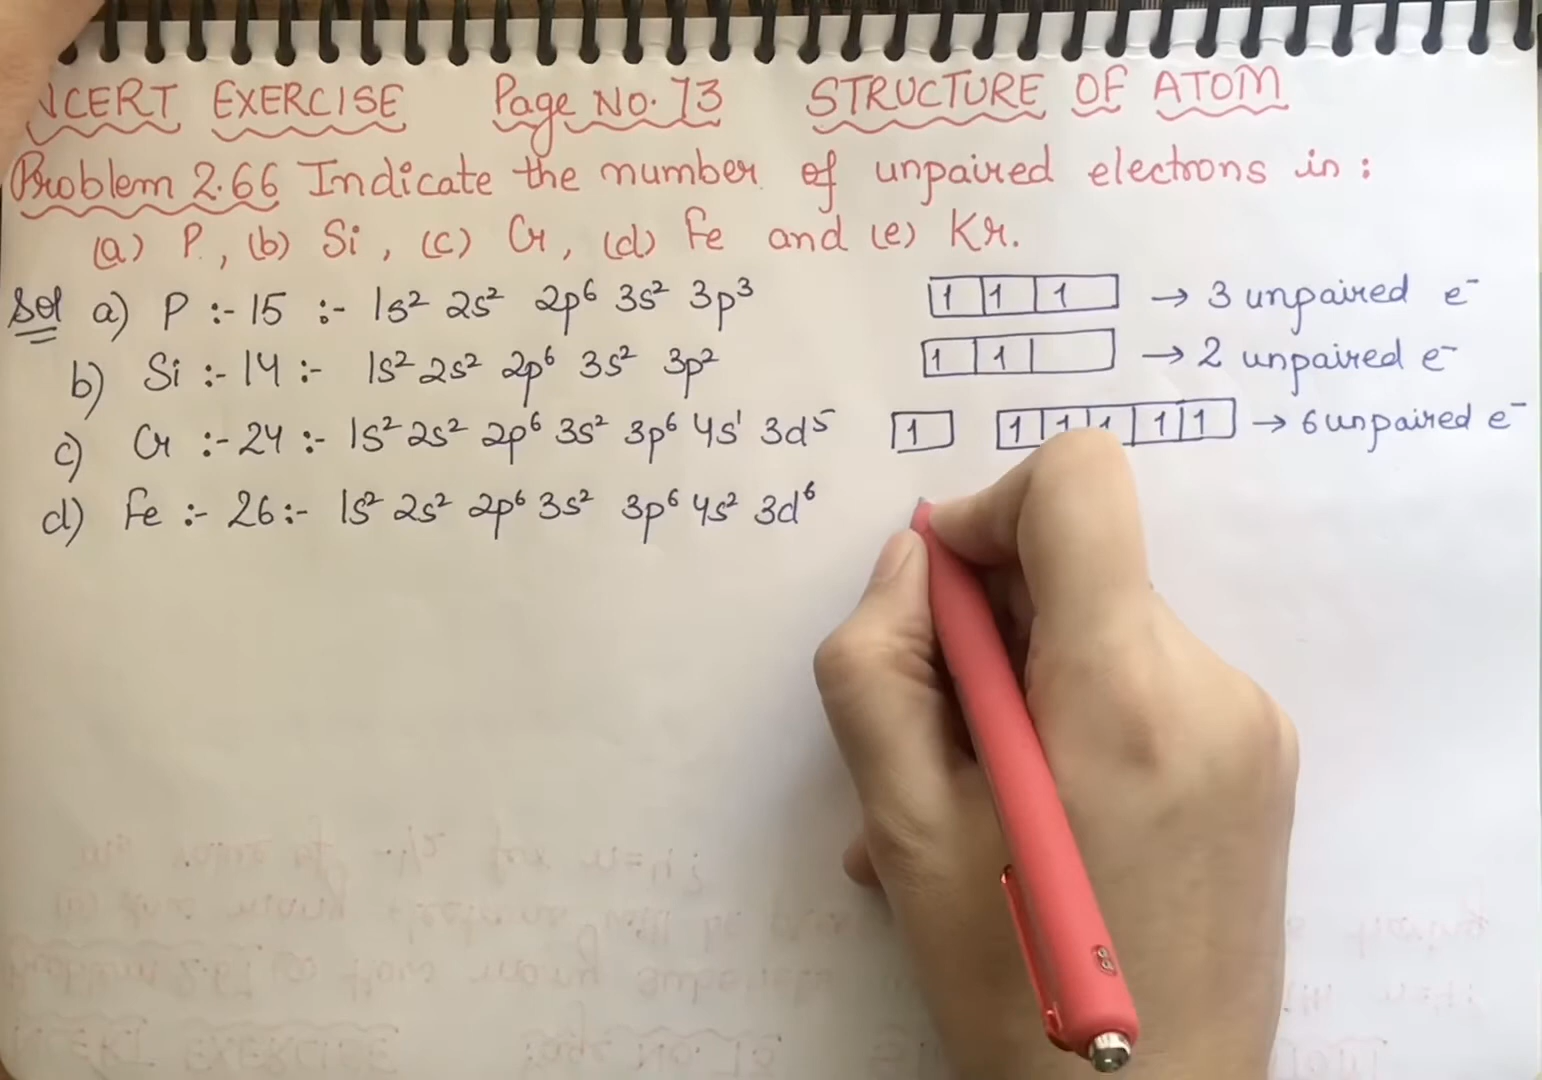 NCERT EXERCISE Page No. 73 STRUCTURE OF ATOM
Problem 2.66 Indicate the number of unpaired electrons in :
(a) P, (b) Si, (c) Cr, (d) Fe and (e) Kr.
Sol a) P :- 15 :- 1s² 2s² 2p⁶ 3s² 3p³ 1 1 1 → 3 unpaired e⁻
b) Si :- 14 :- 1s² 2s² 2p⁶ 3s² 3p² 1 1 → 2 unpaired e⁻
c) Cr :- 24 :- 1s² 2s² 2p⁶ 3s² 3p⁶ 4s¹ 3d⁵ 1 1 1 1 1 1 → 6 unpaired e⁻
d) Fe :- 26 :- 1s² 2s² 2p⁶ 3s² 3p⁶ 4s² 3d⁶